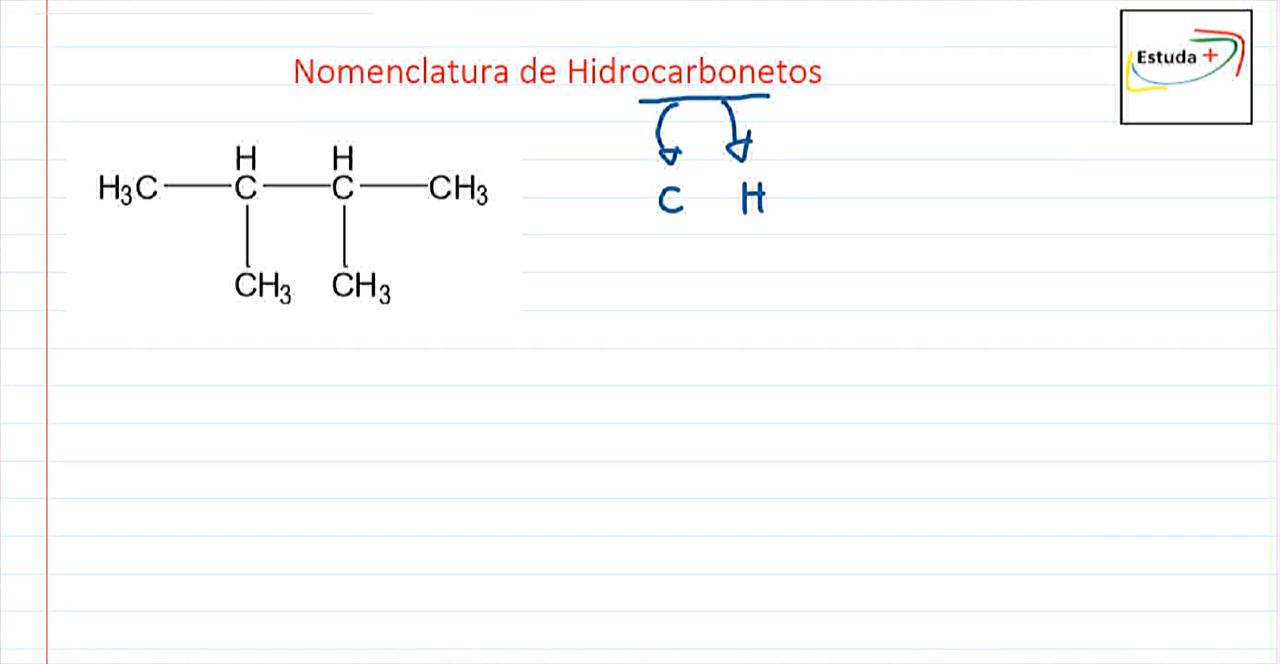 Nomenclatura de Hidrocarbonetos
Estuda +
H H
H₃C C C CH₃
CH₃ CH₃
C H